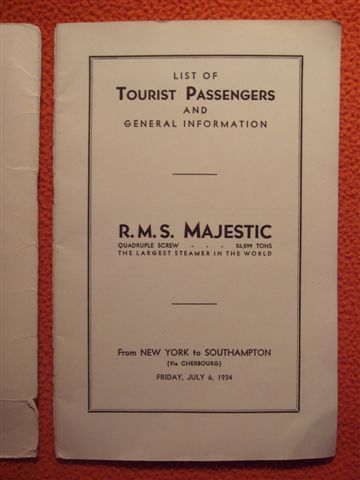 LIST OF
TOURIST PASSENGERS
AND
GENERAL INFORMATION
R.M.S. MAJESTIC
QUADRUPLE SCREW - - - 56,599 TONS
THE LARGEST STEAMER IN THE WORLD
From NEW YORK to SOUTHAMPTON
(Via CHERBOURG)
FRIDAY, JULY 6, 1934